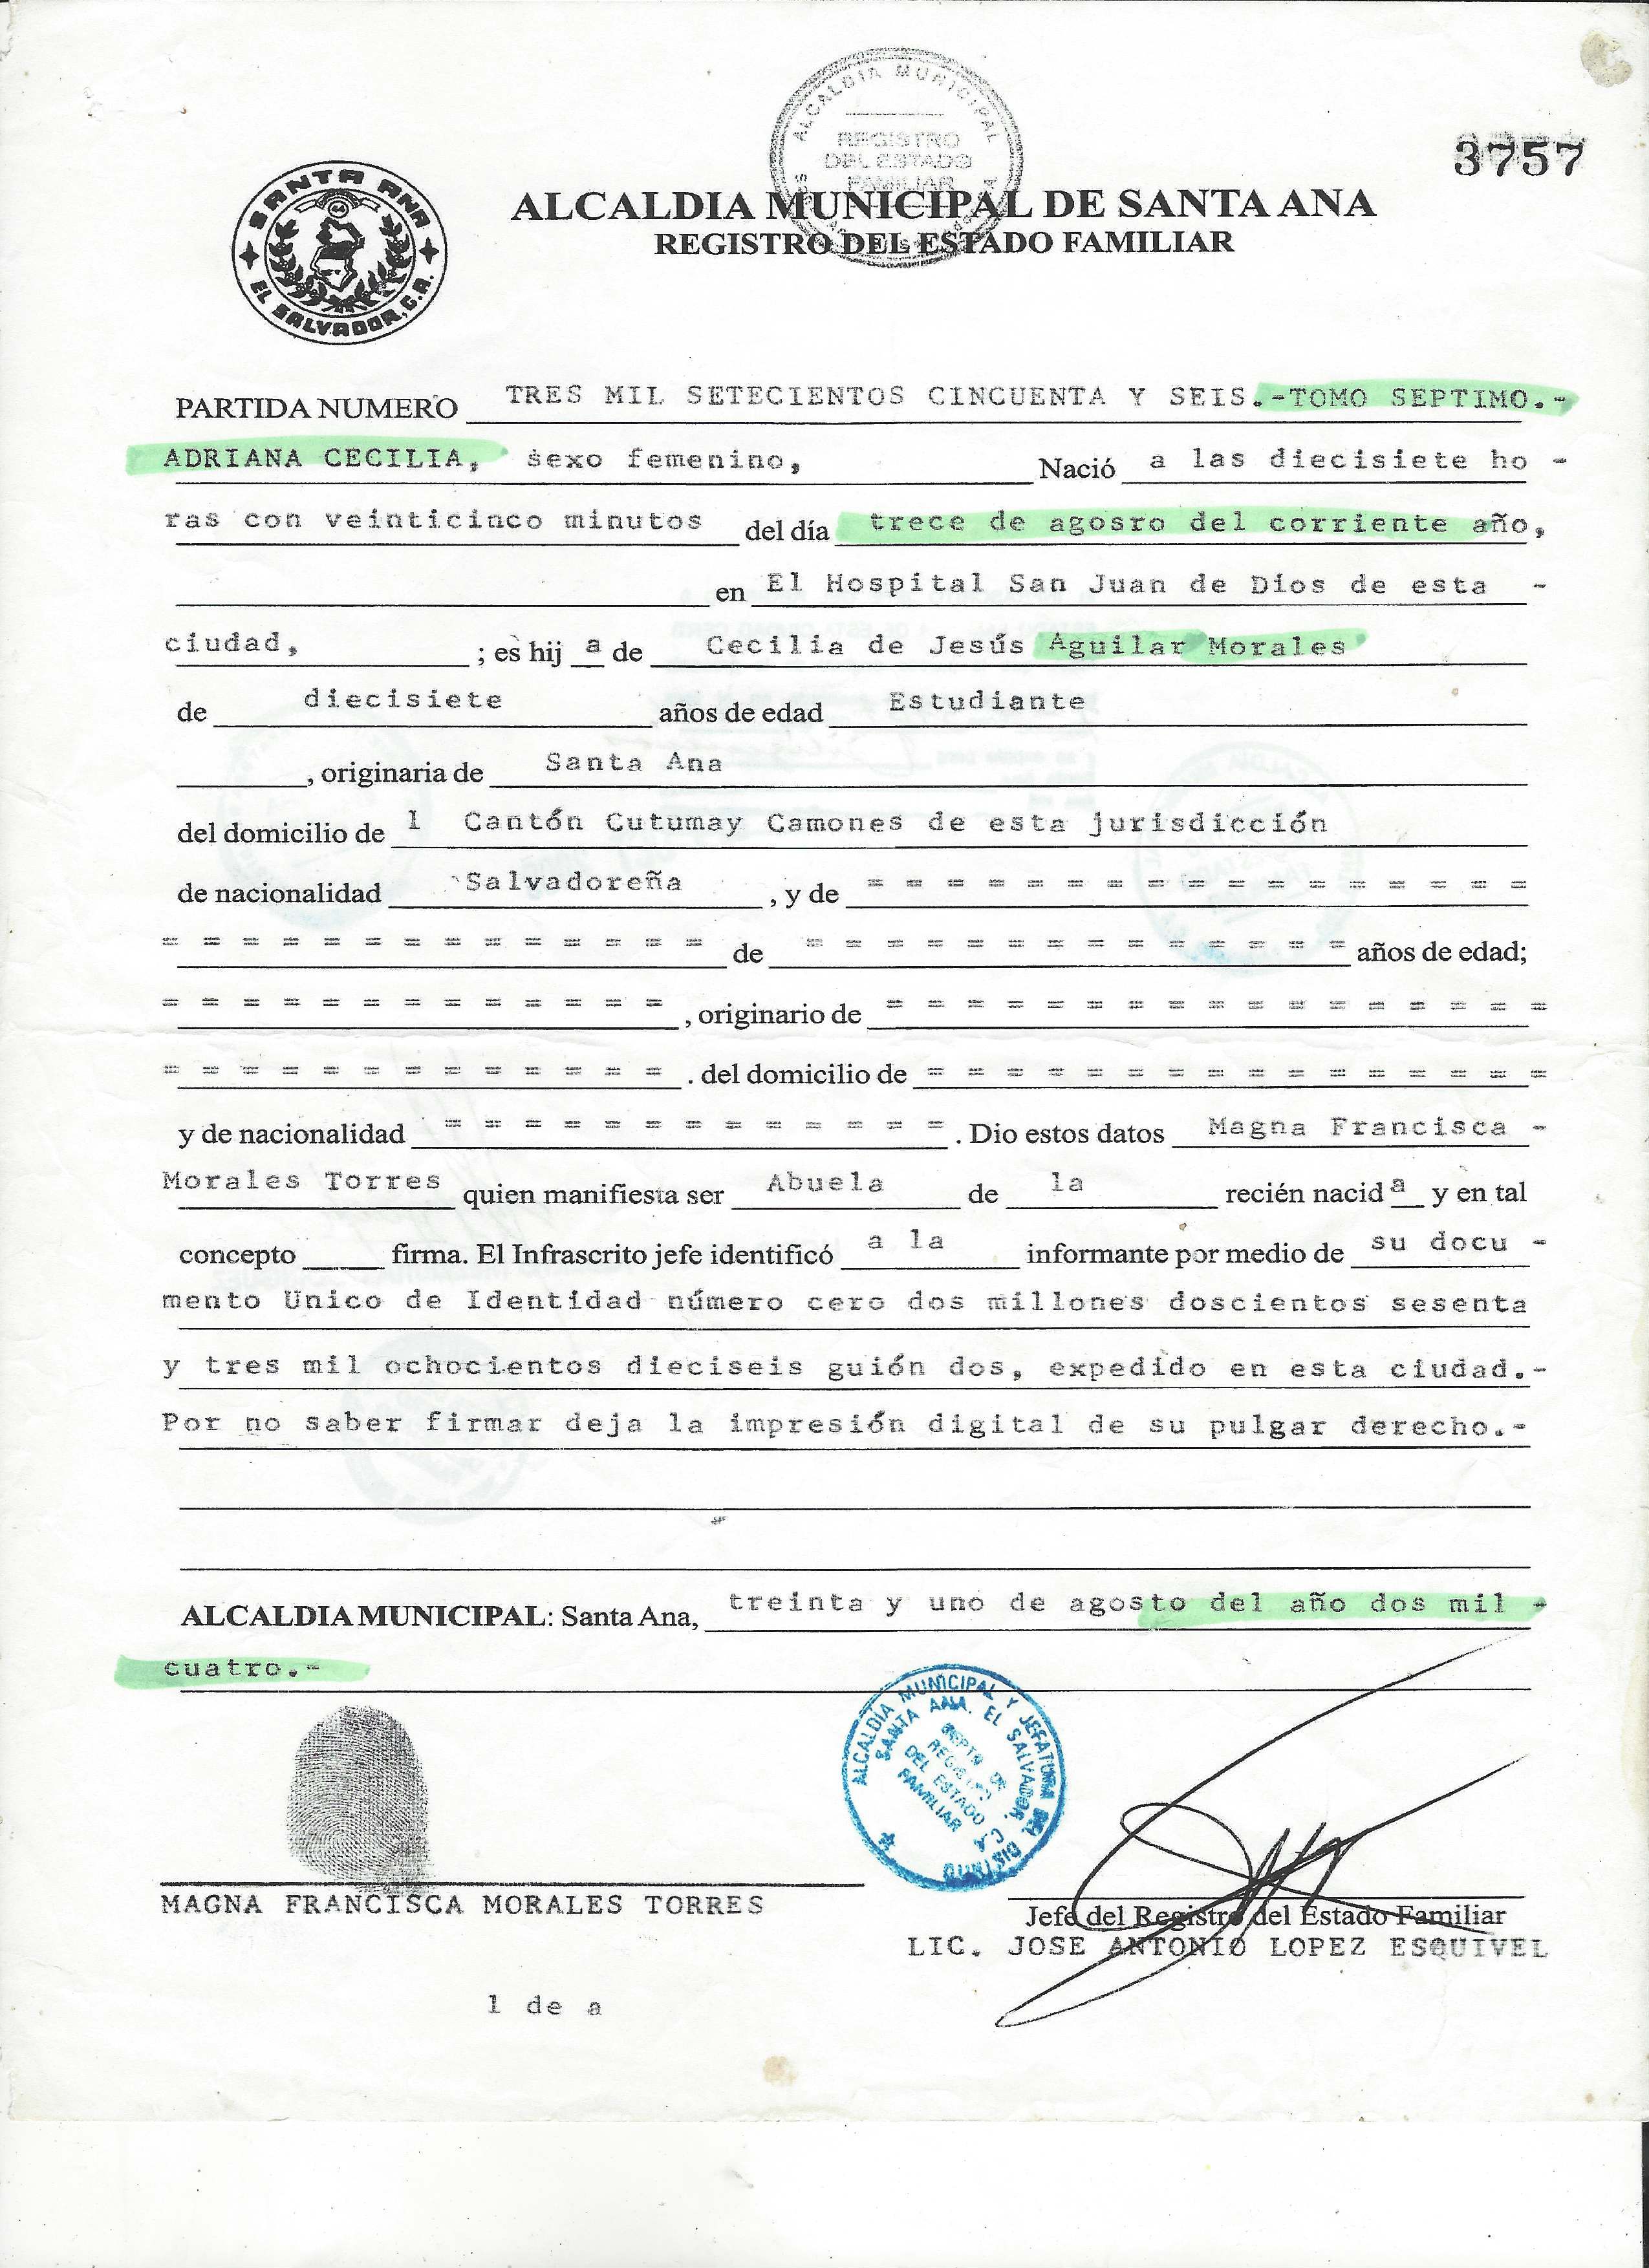 ALCALDIA MUNICIPAL
REGISTRO
DEL ESTADO
FAMILIAR
3757
SANTA ANA
EL SALVADOR, C.A.
ALCALDIA MUNICIPAL DE SANTA ANA
REGISTRO DEL ESTADO FAMILIAR
PARTIDA NUMERO TRES MIL SETECIENTOS CINCUENTA Y SEIS.-TOMO SEPTIMO.-
ADRIANA CECILIA, sexo femenino, Nació a las diecisiete ho -
ras con veinticinco minutos del día trece de agosro del corriente año,
en El Hospital San Juan de Dios de esta -
ciudad, ; es hij a de Cecilia de Jesús Aguilar Morales
de diecisiete años de edad Estudiante
, originaria de Santa Ana
del domicilio de l Cantón Cutumay Camones de esta jurisdicción
de nacionalidad Salvadoreña , y de = = = = = = = = = = = = = = = = =
= = = = = = = = = = = = = = de = = = = = = = = = = = = = = años de edad;
= = = = = = = = = = = = = , originario de = = = = = = = = = = = = = = = = =
= = = = = = = = = = = = = . del domicilio de = = = = = = = = = = = = = = = =
y de nacionalidad = = = = = = = = = = = = = . Dio estos datos Magna Francisca -
Morales Torres quien manifiesta ser Abuela de la recién nacid a y en tal
concepto firma. El Infrascrito jefe identificó a la informante por medio de su docu -
mento Unico de Identidad número cero dos millones doscientos sesenta
y tres mil ochocientos dieciseis guión dos, expedido en esta ciudad.-
Por no saber firmar deja la impresión digital de su pulgar derecho.-
ALCALDIA MUNICIPAL: Santa Ana, treinta y uno de agosto del año dos mil -
cuatro.-
ALCALDIA MUNICIPAL Y JEFATURA DEL DISTRITO
SANTA ANA. EL SALVADOR, C.A.
DEPTO DE
REGISTRO
DEL ESTADO
FAMILIAR
MAGNA FRANCISCA MORALES TORRES
Jefe del Registro del Estado Familiar
LIC. JOSE ANTONIO LOPEZ ESQUIVEL
1 de a